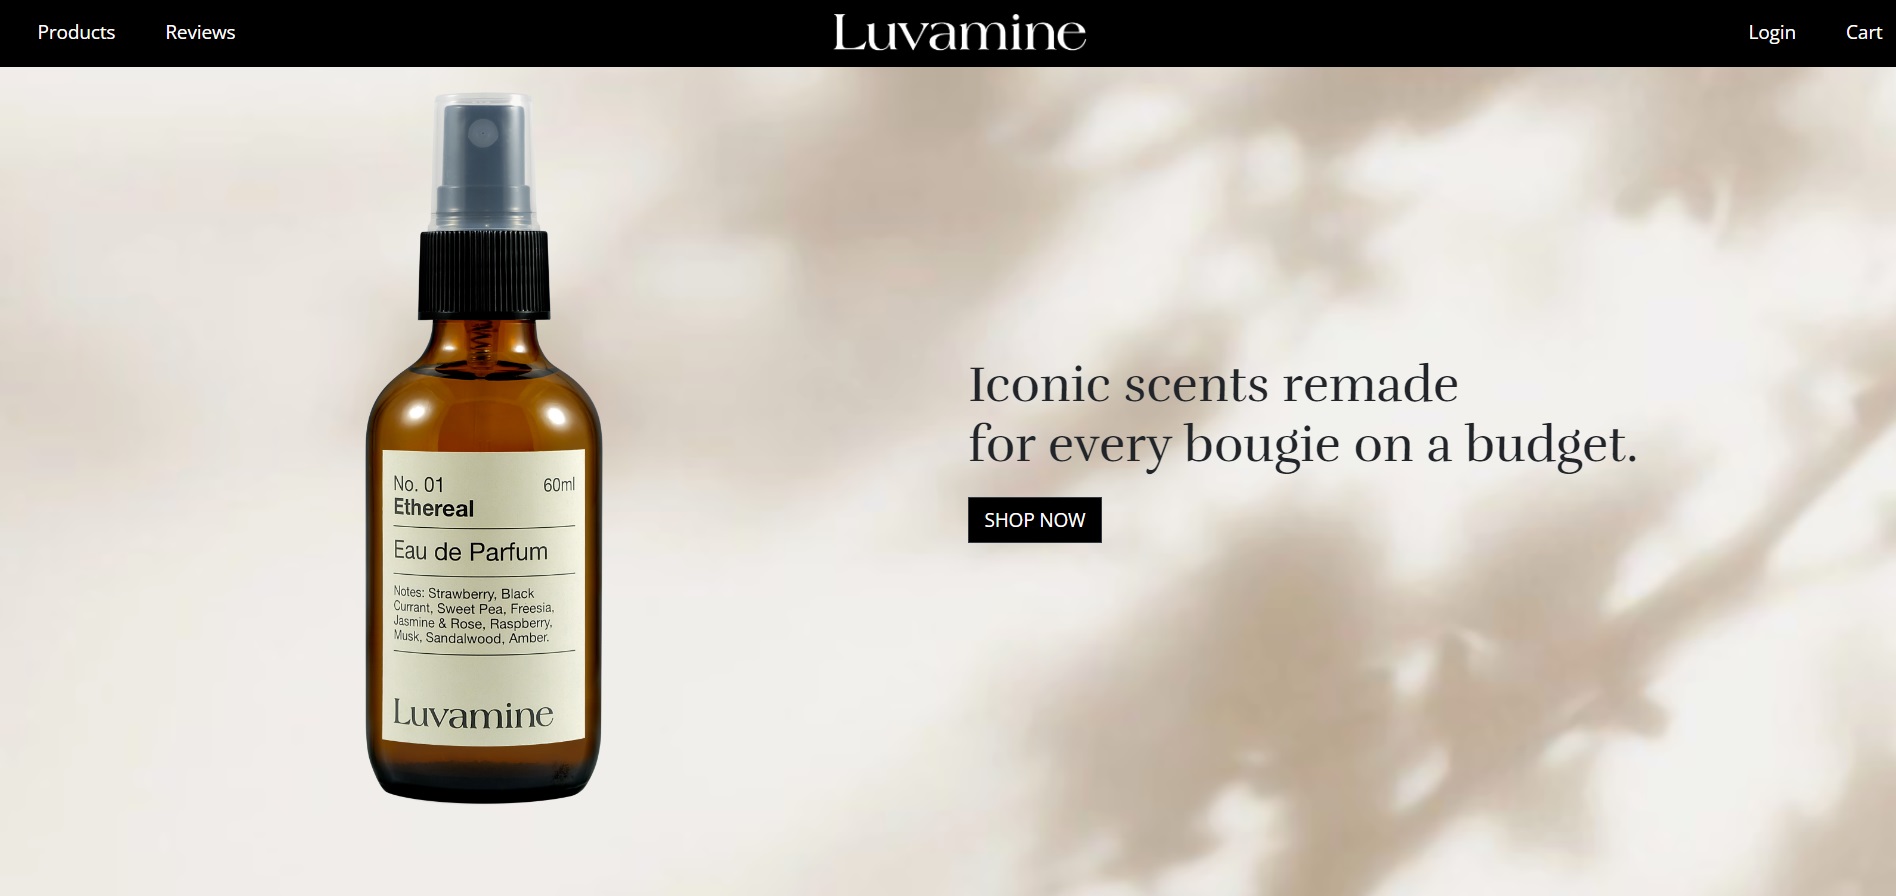 Products
Reviews
Luvamine
Login
Cart
No. 01
60ml
Ethereal
Eau de Parfum
Notes: Strawberry, Black
Currant, Sweet Pea, Freesia,
Jasmine & Rose, Raspberry,
Musk, Sandalwood, Amber.
Luvamine
Iconic scents remade
for every bougie on a budget.
SHOP NOW